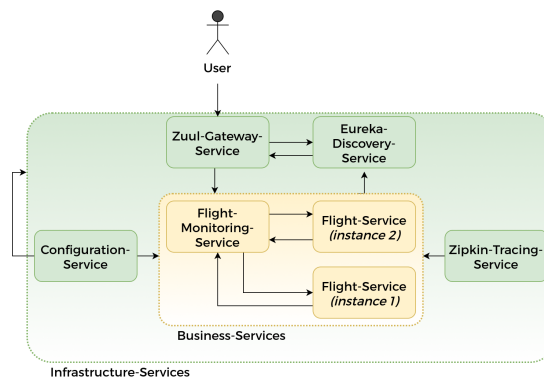 User
Zuul-Gateway-
Service
Eureka-
Discovery-
Service
Flight-
Monitoring-
Service
Flight-Service
(instance 2)
Configuration-
Service
Zipkin-Tracing-
Service
Flight-Service
(instance 1)
Business-Services
Infrastructure-Services